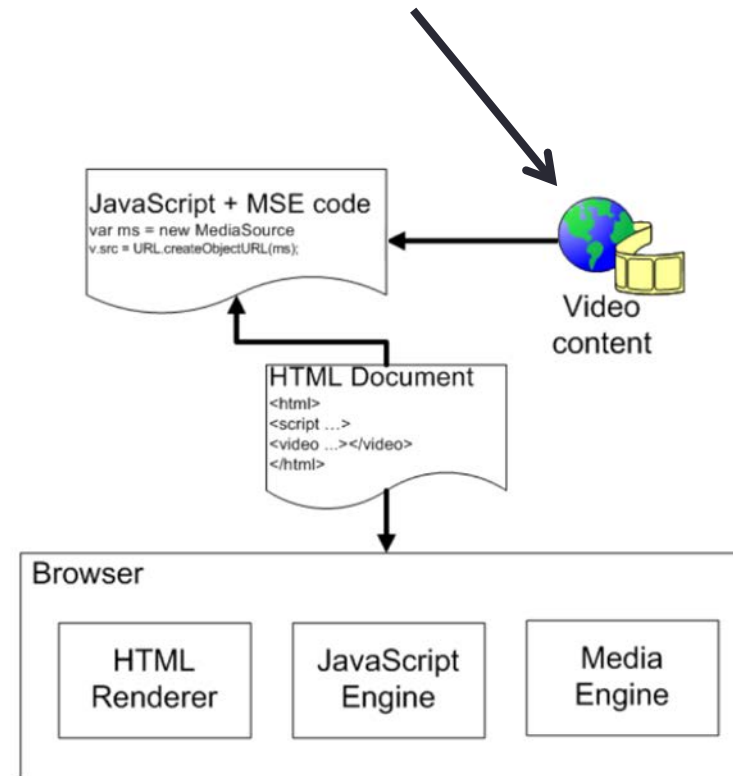 JavaScript + MSE code
var ms = new MediaSource
v.src = URL.createObjectURL(ms);
Video
content
HTML Document
<html>
<script ...>
<video ...></video>
</html>
Browser
HTML
Renderer
JavaScript
Engine
Media
Engine